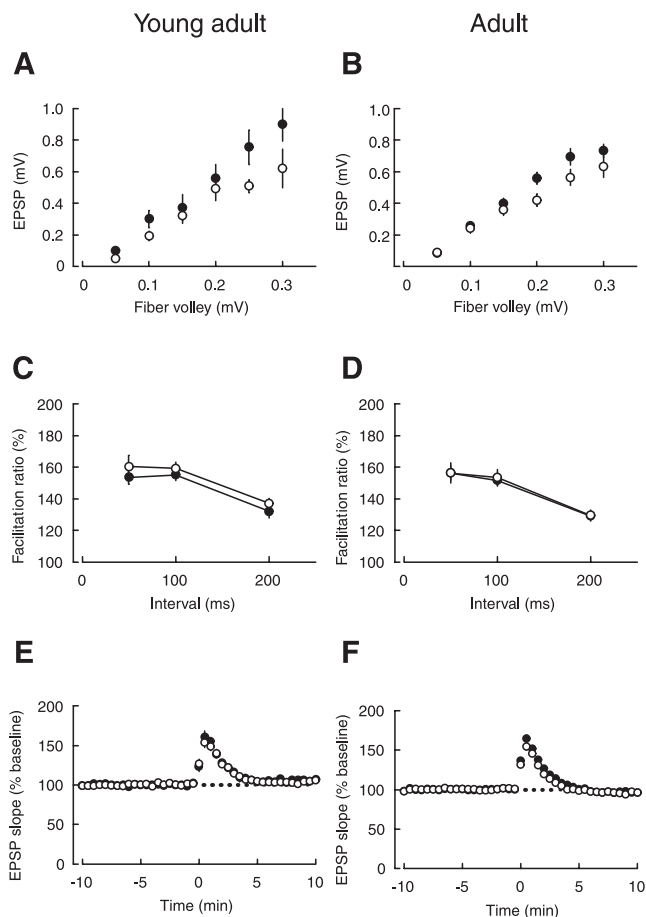 Young adult
Adult
A
B
EPSP (mV)
1.0
0.8
0.6
0.4
0.2
0
0 0.1 0.2 0.3
Fiber volley (mV)
EPSP (mV)
1.0
0.8
0.6
0.4
0.2
0
0 0.1 0.2 0.3
Fiber volley (mV)
C
D
Facilitation ratio (%)
200
180
160
140
120
100
0 100 200
Interval (ms)
Facilitation ratio (%)
200
180
160
140
120
100
0 100 200
Interval (ms)
E
F
EPSP slope (% baseline)
200
150
100
50
0
-10 -5 0 5 10
Time (min)
EPSP slope (% baseline)
200
150
100
50
0
-10 -5 0 5 10
Time (min)